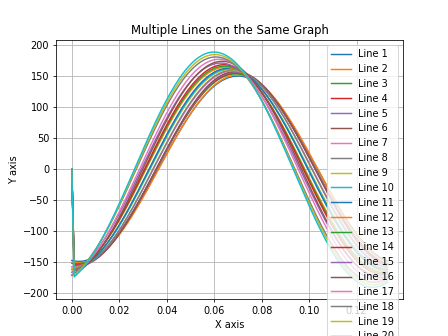 Multiple Lines on the Same Graph
200
150
100
50
0
−50
−100
−150
−200
Y axis
0.00
0.02
0.04
0.06
0.08
0.10
X axis
Line 1
Line 2
Line 3
Line 4
Line 5
Line 6
Line 7
Line 8
Line 9
Line 10
Line 11
Line 12
Line 13
Line 14
Line 15
Line 16
Line 17
Line 18
Line 19
Line 20